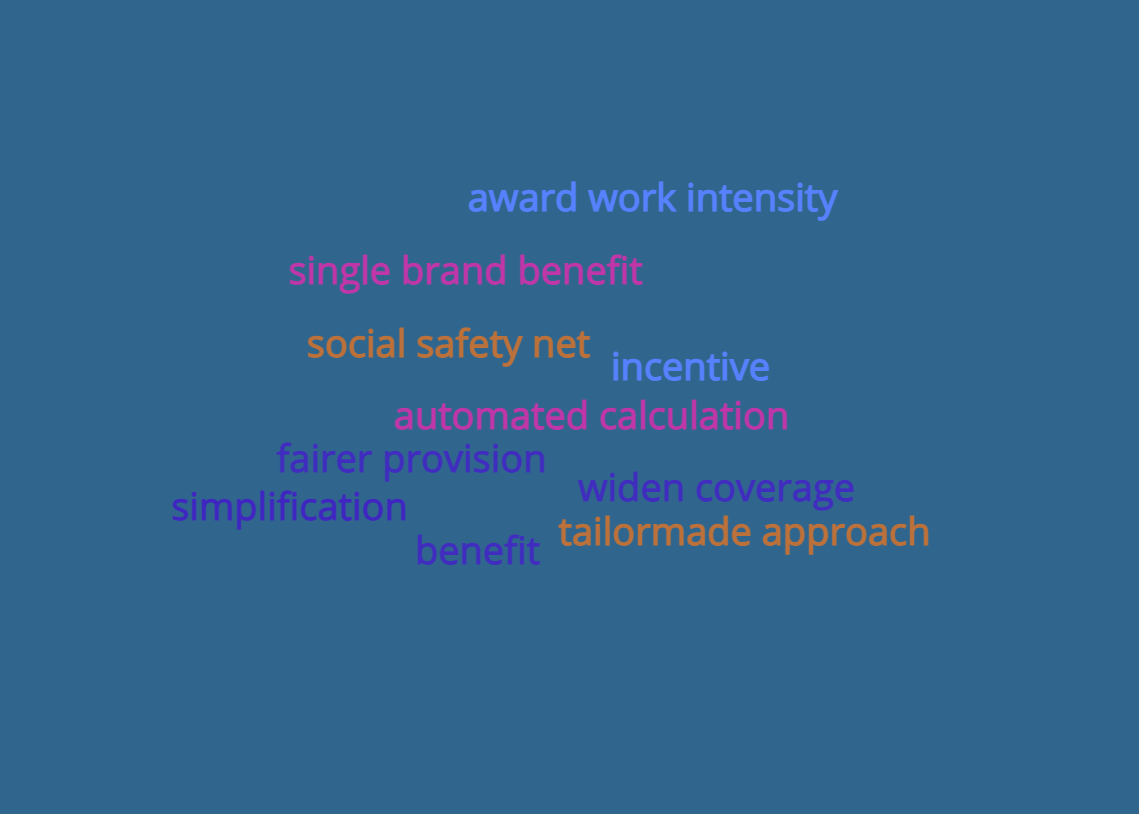 award work intensity
single brand benefit
social safety net
incentive
automated calculation
fairer provision
widen coverage
simplification
tailormade approach
benefit